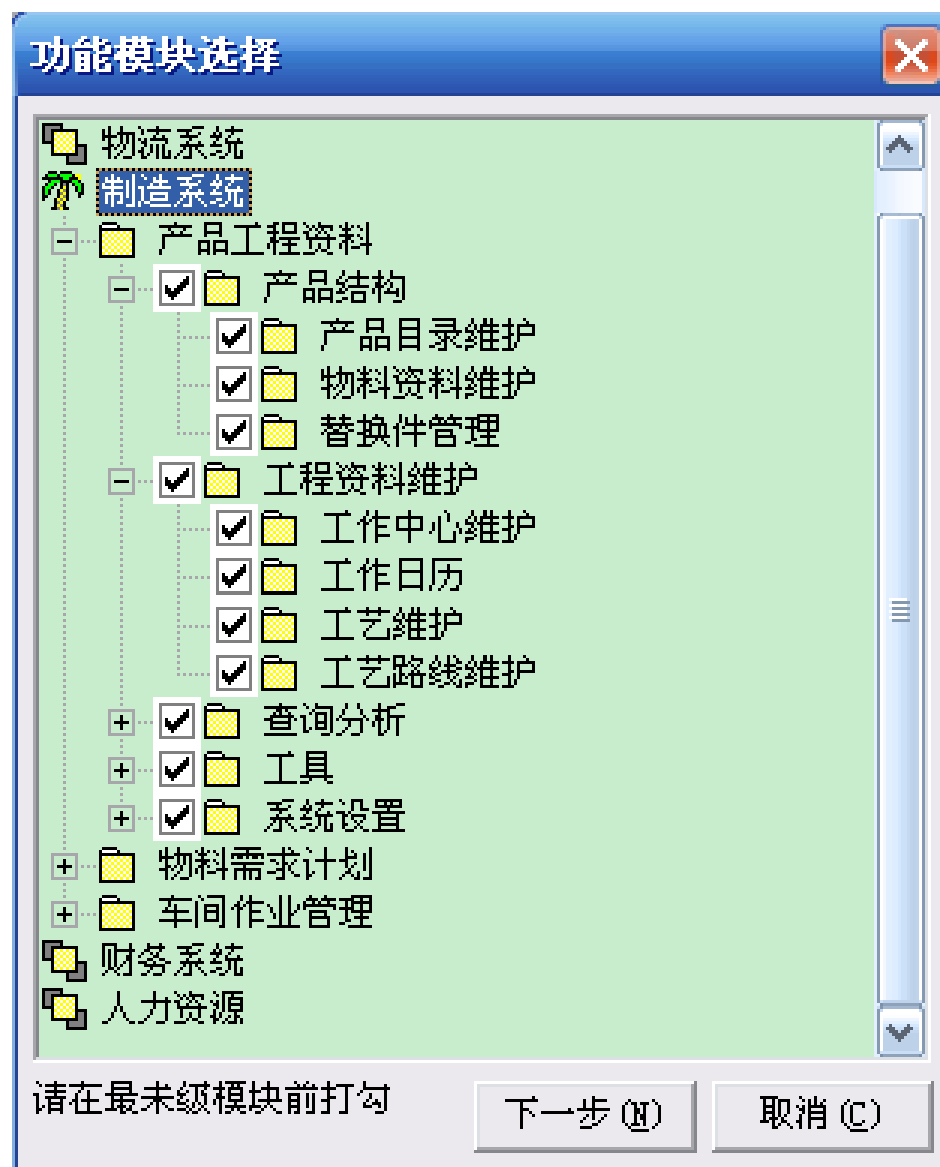 功能模块选择
物流系统
制造系统
产品工程资料
产品结构
产品目录维护
物料资料维护
替换件管理
工程资料维护
工作中心维护
工作日历
工艺维护
工艺路线维护
查询分析
工具
系统设置
物料需求计划
车间作业管理
财务系统
人力资源
请在最末级模块前打勾
下一步(N)
取消(C)